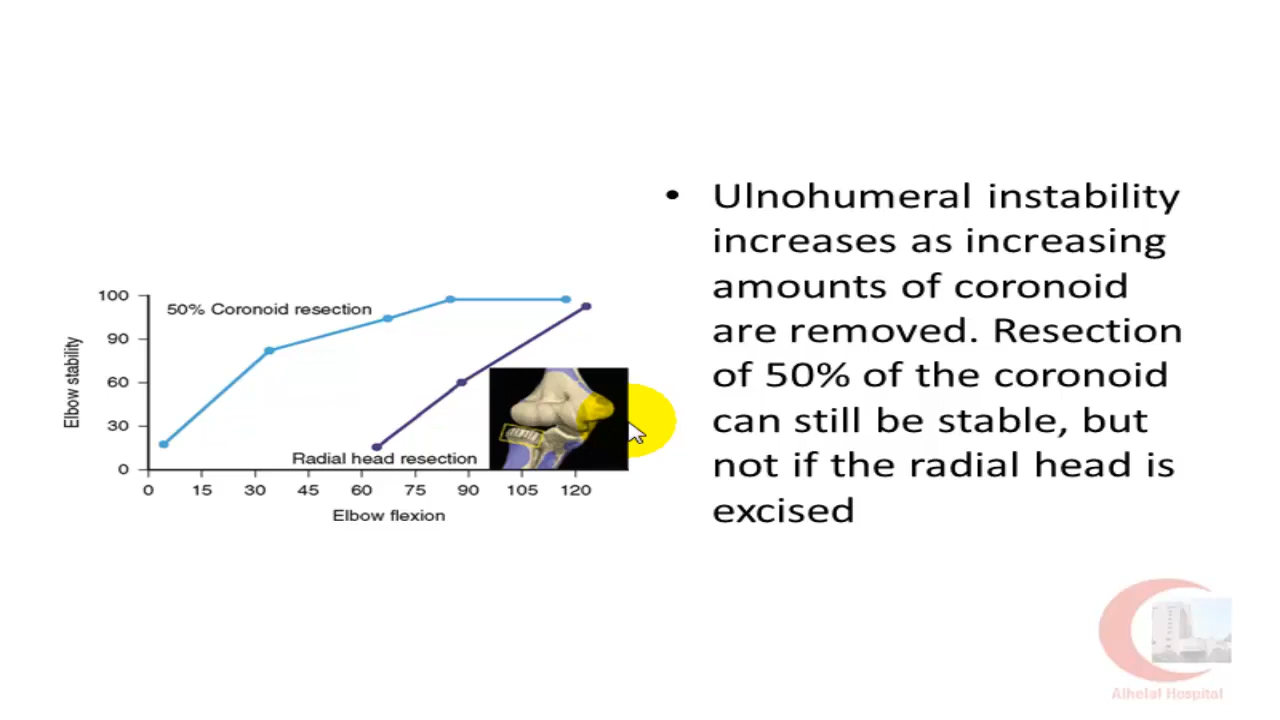 • Ulnohumeral instability
increases as increasing
amounts of coronoid
are removed. Resection
of 50% of the coronoid
can still be stable, but
not if the radial head is
excised
100
90
60
30
0
Elbow stability
50% Coronoid resection
Radial head resection
0 15 30 45 60 75 90 105 120
Elbow flexion
Alhelal Hospital